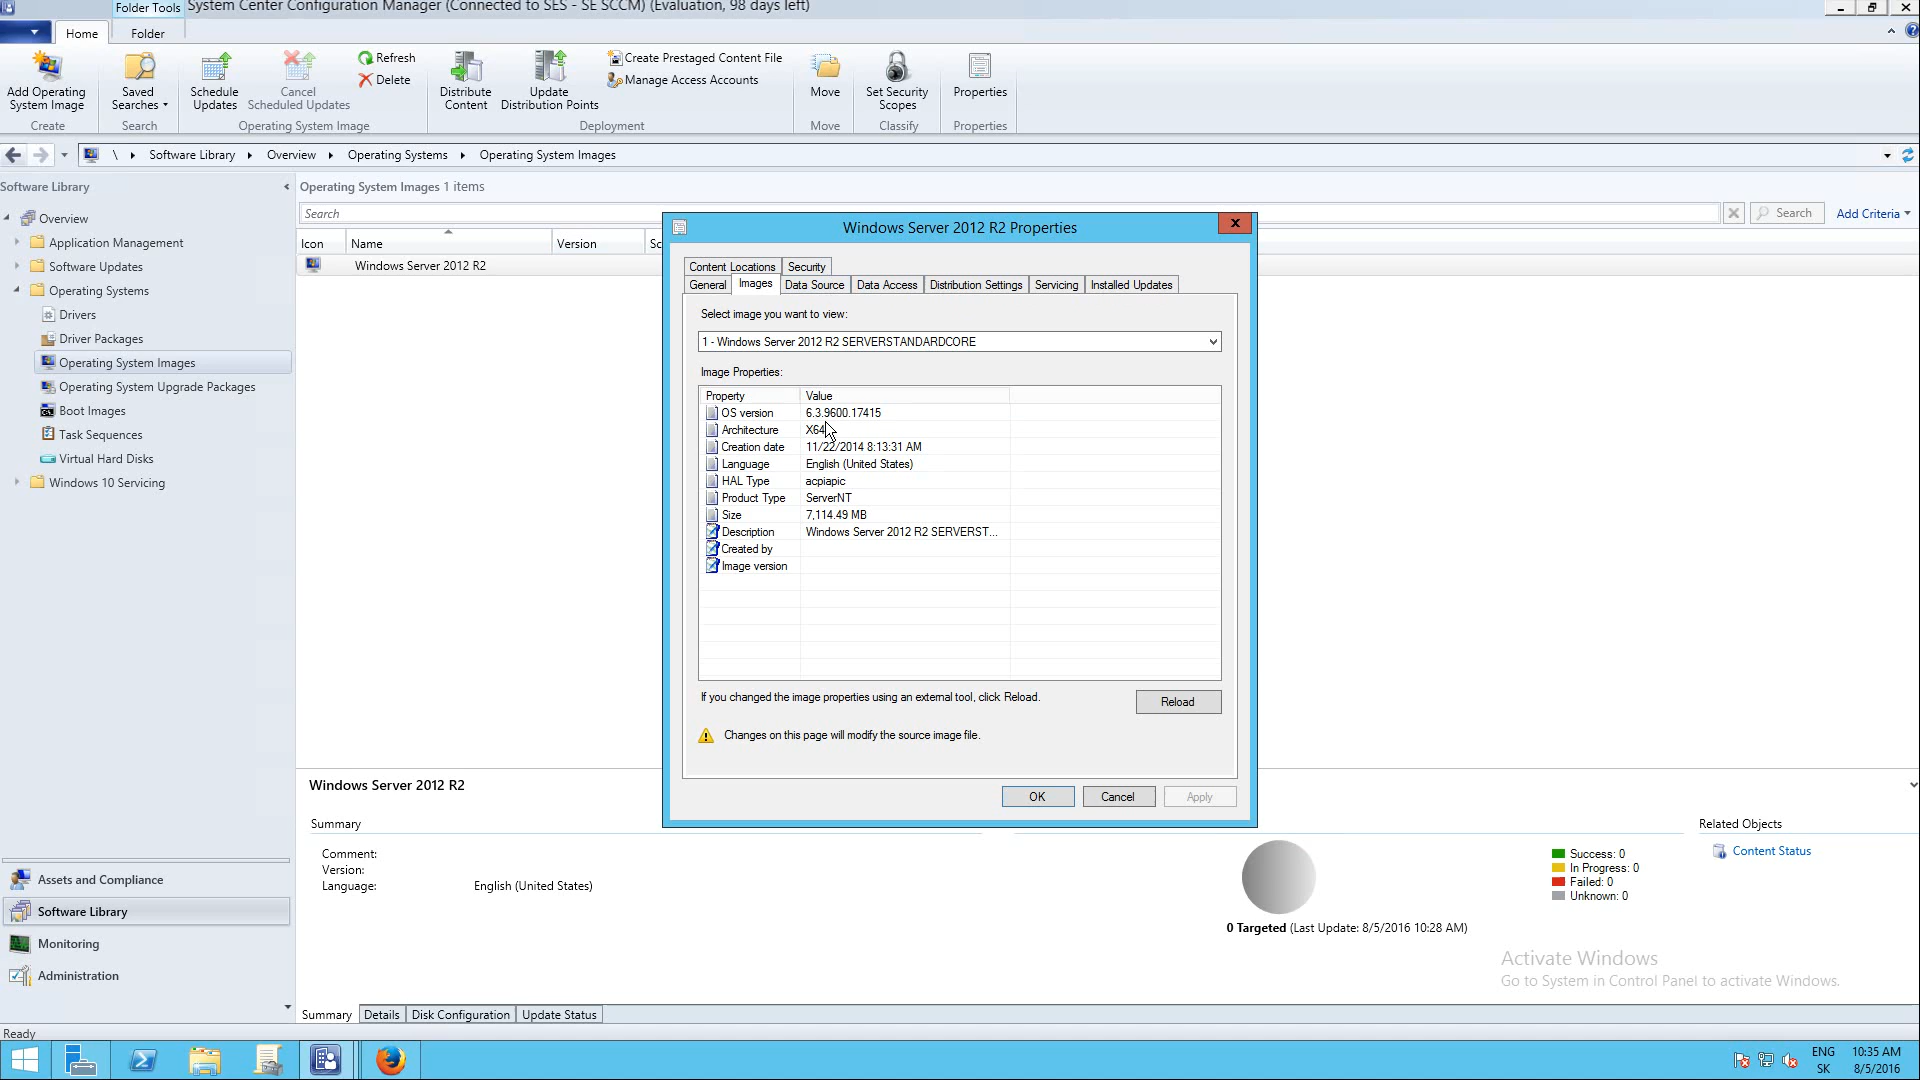 Folder Tools
System Center Configuration Manager (Connected to SES - SE SCCM) (Evaluation, 98 days left)
Home
Folder
Add Operating System Image
Create
Saved Searches
Search
Schedule Updates
Cancel Scheduled Updates
Refresh
Delete
Operating System Image
Distribute Content
Update Distribution Points
Create Prestaged Content File
Manage Access Accounts
Deployment
Move
Move
Set Security Scopes
Classify
Properties
Properties
\ Software Library Overview Operating Systems Operating System Images
Software Library
Overview
Application Management
Software Updates
Operating Systems
Drivers
Driver Packages
Operating System Images
Operating System Upgrade Packages
Boot Images
Task Sequences
Virtual Hard Disks
Windows 10 Servicing
Assets and Compliance
Software Library
Monitoring
Administration
Operating System Images 1 items
Search
Search
Add Criteria
Icon Name Version Sc
Windows Server 2012 R2
Windows Server 2012 R2 Properties
Content Locations Security
General Images Data Source Data Access Distribution Settings Servicing Installed Updates
Select image you want to view:
1 - Windows Server 2012 R2 SERVERSTANDARDCORE
Image Properties:
Property Value
OS version 6.3.9600.17415
Architecture X64
Creation date 11/22/2014 8:13:31 AM
Language English (United States)
HAL Type acpiapic
Product Type ServerNT
Size 7,114.49 MB
Description Windows Server 2012 R2 SERVERST...
Created by
Image version
If you changed the image properties using an external tool, click Reload.
Reload
Changes on this page will modify the source image file.
OK Cancel Apply
Windows Server 2012 R2
Summary
Comment:
Version:
Language: English (United States)
Success: 0
In Progress: 0
Failed: 0
Unknown: 0
0 Targeted (Last Update: 8/5/2016 10:28 AM)
Related Objects
Content Status
Activate Windows
Go to System in Control Panel to activate Windows.
Summary Details Disk Configuration Update Status
Ready
ENG
SK
10:35 AM
8/5/2016